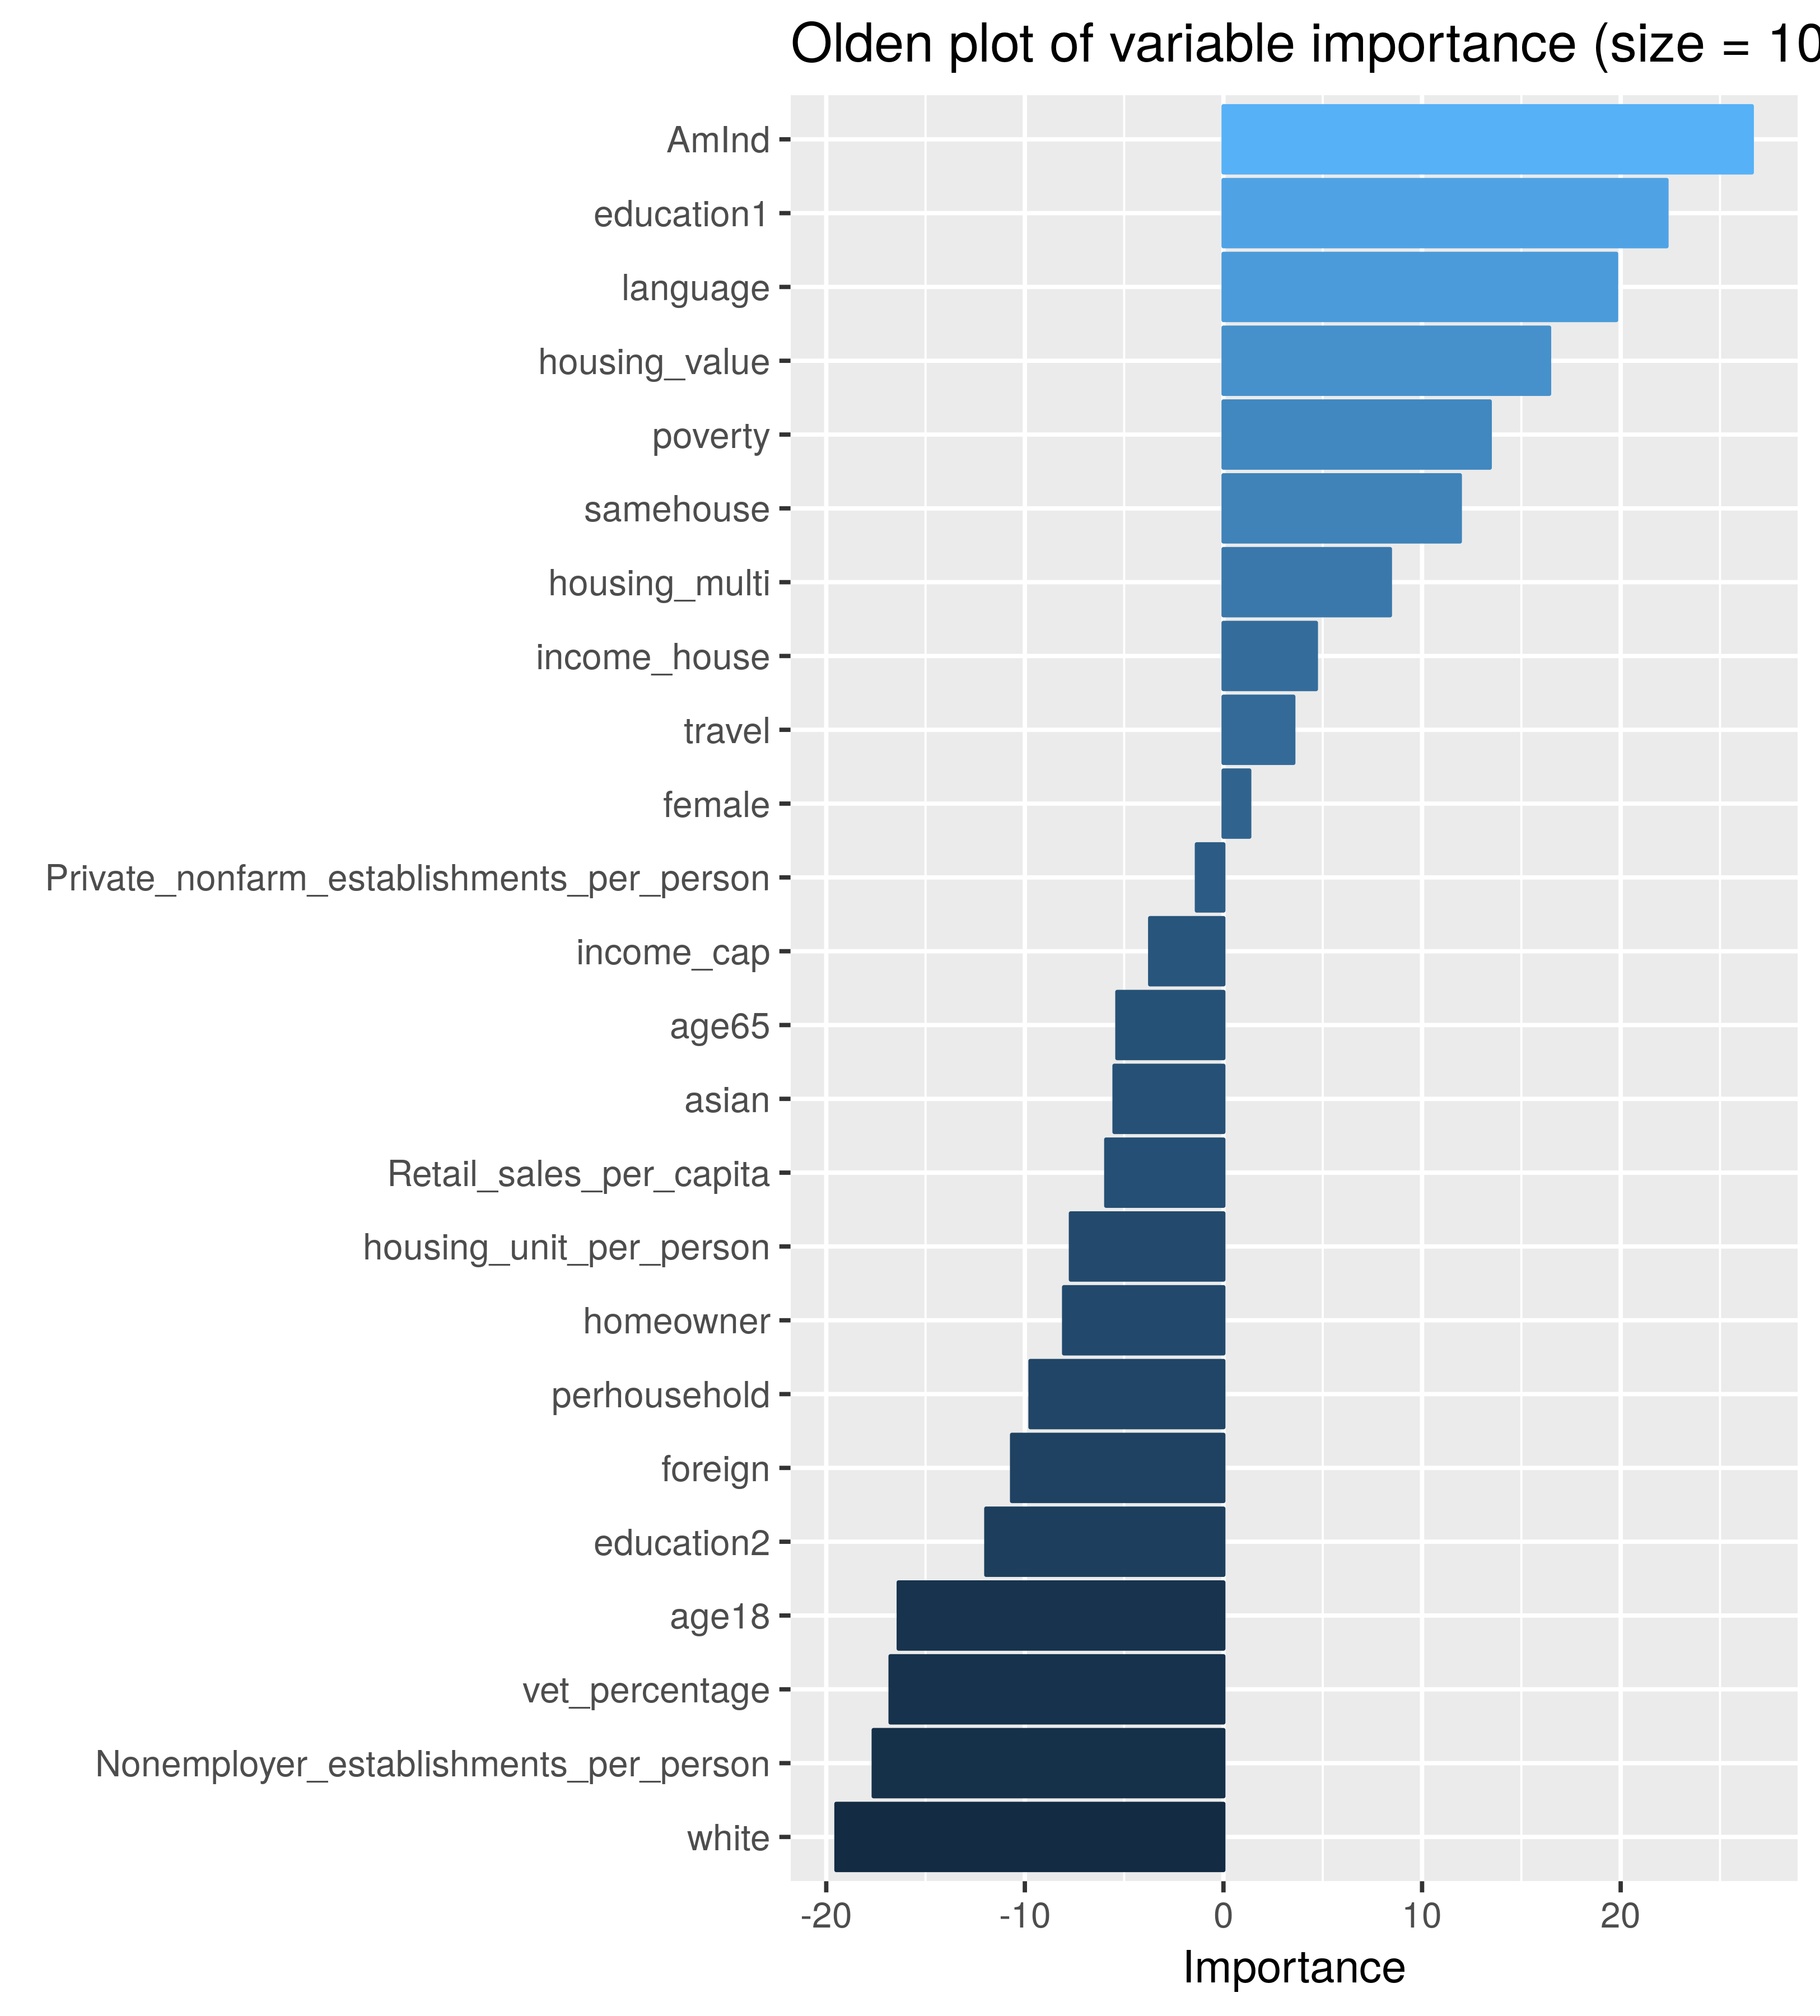 Olden plot of variable importance (size = 10
AmInd
education1
language
housing_value
poverty
samehouse
housing_multi
income_house
travel
female
Private_nonfarm_establishments_per_person
income_cap
age65
asian
Retail_sales_per_capita
housing_unit_per_person
homeowner
perhousehold
foreign
education2
age18
vet_percentage
Nonemployer_establishments_per_person
white
-20 -10 0 10 20
Importance